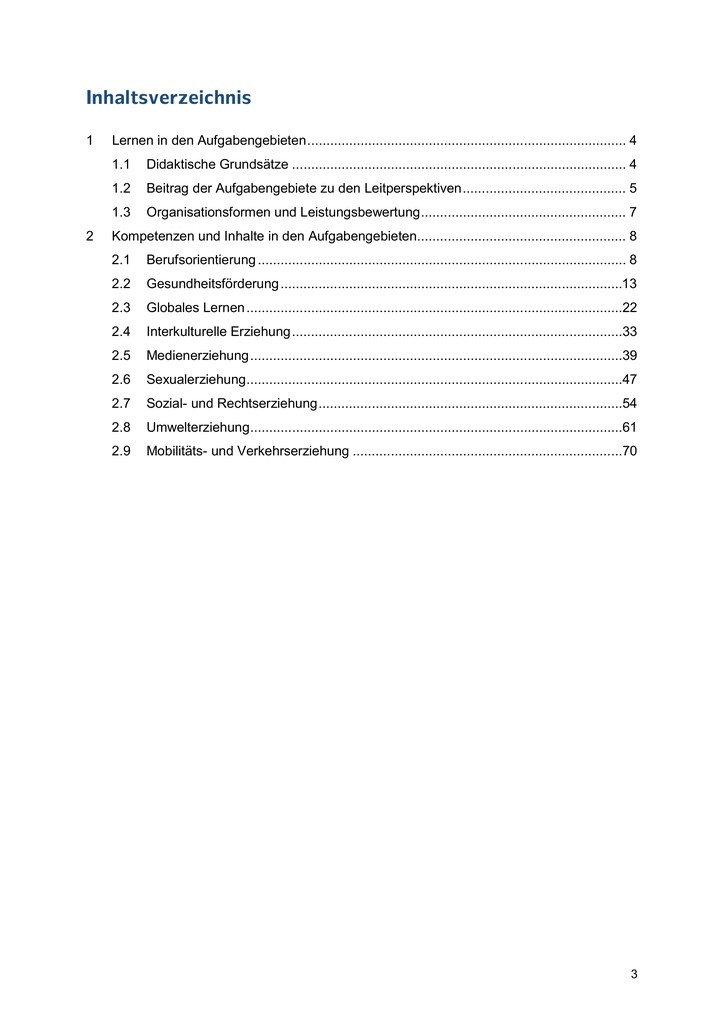 Inhaltsverzeichnis
1 Lernen in den Aufgabengebieten.................................................................................... 4
1.1 Didaktische Grundsätze ........................................................................................ 4
1.2 Beitrag der Aufgabengebiete zu den Leitperspektiven........................................... 5
1.3 Organisationsformen und Leistungsbewertung...................................................... 7
2 Kompetenzen und Inhalte in den Aufgabengebieten....................................................... 8
2.1 Berufsorientierung ................................................................................................. 8
2.2 Gesundheitsförderung..........................................................................................13
2.3 Globales Lernen...................................................................................................22
2.4 Interkulturelle Erziehung.......................................................................................33
2.5 Medienerziehung..................................................................................................39
2.6 Sexualerziehung...................................................................................................47
2.7 Sozial- und Rechtserziehung................................................................................54
2.8 Umwelterziehung..................................................................................................61
2.9 Mobilitäts- und Verkehrserziehung .......................................................................70
3